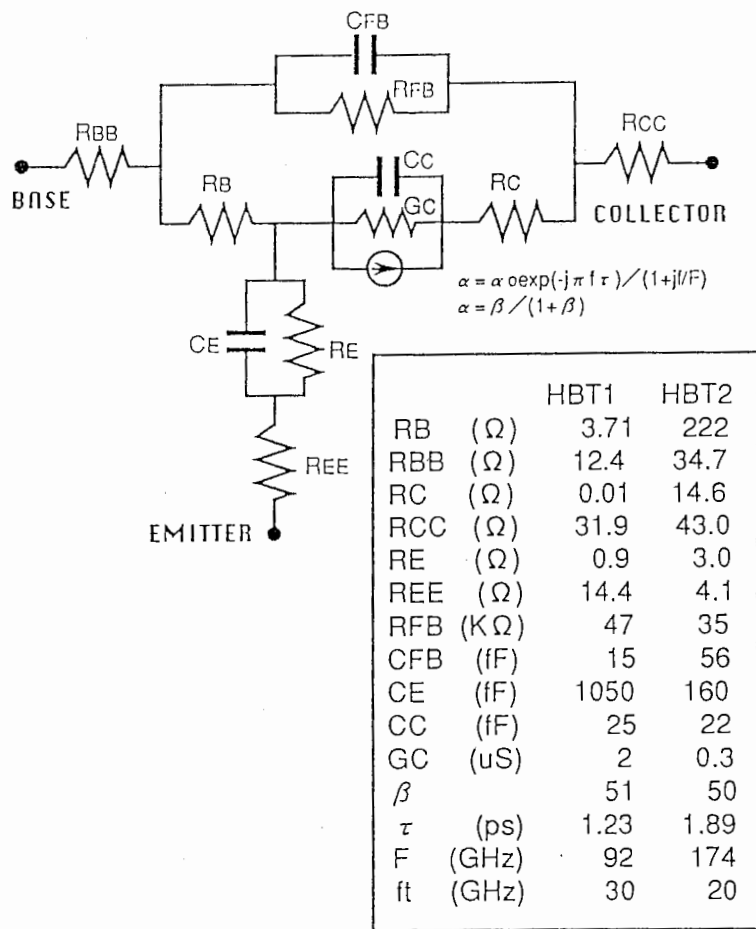 CFB
RFB
RBB
RCC
CC
RB
GC
RC
BASE
COLLECTOR
α = α oexp(-j π f τ)／(1+jf/F)
α = β／(1+β)
CE
RE
REE
EMITTER
HBT1 HBT2
RB (Ω) 3.71 222
RBB (Ω) 12.4 34.7
RC (Ω) 0.01 14.6
RCC (Ω) 31.9 43.0
RE (Ω) 0.9 3.0
REE (Ω) 14.4 4.1
RFB (KΩ) 47 35
CFB (fF) 15 56
CE (fF) 1050 160
CC (fF) 25 22
GC (uS) 2 0.3
β 51 50
τ (ps) 1.23 1.89
F (GHz) 92 174
ft (GHz) 30 20